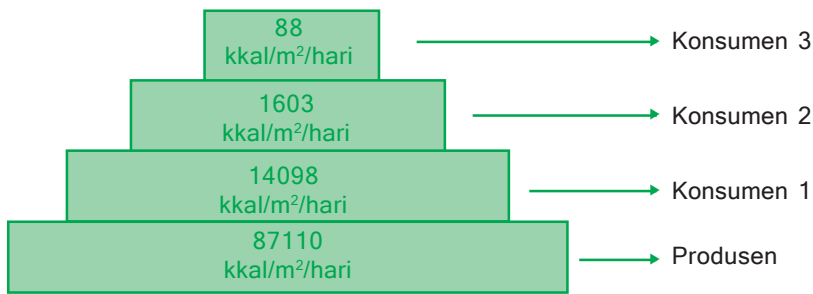 88
kkal/m²/hari
Konsumen 3
1603
kkal/m²/hari
Konsumen 2
14098
kkal/m²/hari
Konsumen 1
87110
kkal/m²/hari
Produsen